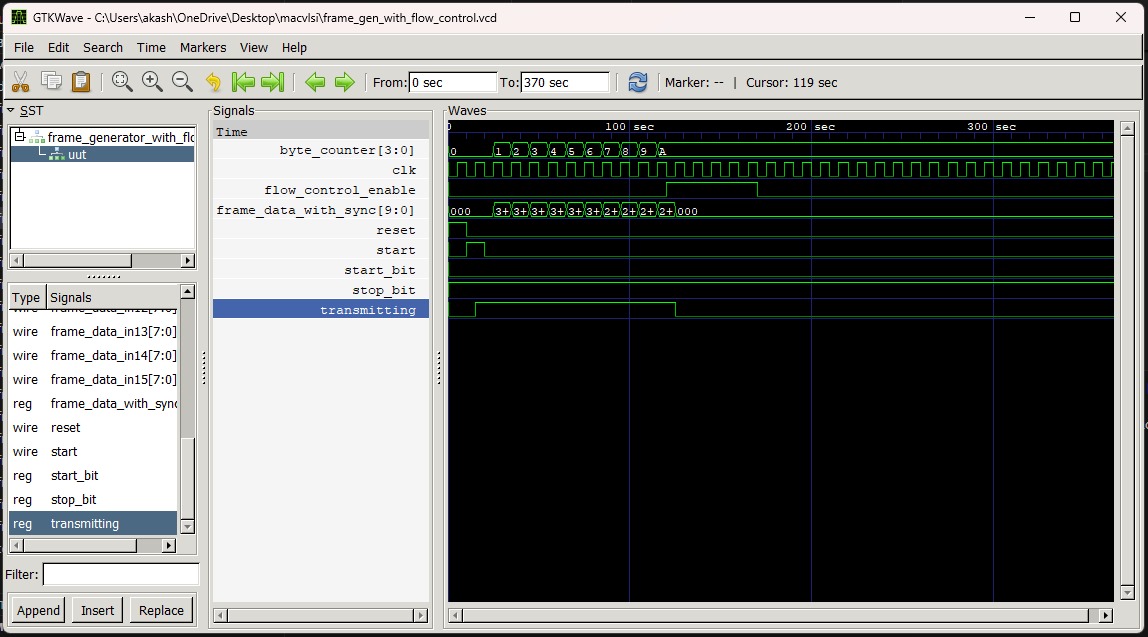 GTKWave - C:\Users\akash\OneDrive\Desktop\macvlsi\frame_gen_with_flow_control.vcd
File Edit Search Time Markers View Help
From: 0 sec To: 370 sec Marker: -- | Cursor: 119 sec
SST
frame_generator_with_flc
uut
Type Signals
wire frame_data_in12[7:0]
wire frame_data_in13[7:0]
wire frame_data_in14[7:0]
wire frame_data_in15[7:0]
reg frame_data_with_sync
wire reset
wire start
reg start_bit
reg stop_bit
reg transmitting
Filter:
Append Insert Replace
Signals
Time
byte_counter[3:0]
clk
flow_control_enable
frame_data_with_sync[9:0]
reset
start
start_bit
stop_bit
transmitting
Waves
0 100 sec 200 sec 300 sec
0 1 2 3 4 5 6 7 8 9 A
000 3+ 3+ 3+ 3+ 3+ 3+ 2+ 2+ 2+ 2+ 000